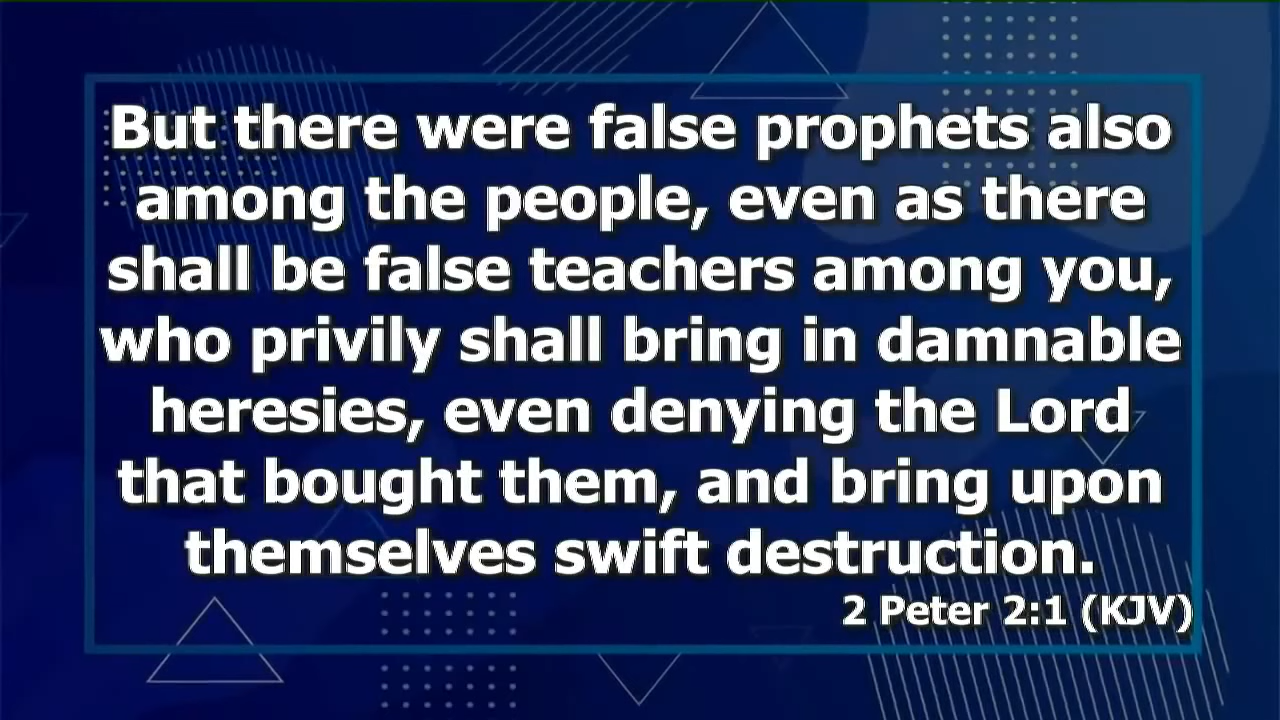 But there were false prophets also
among the people, even as there
shall be false teachers among you,
who privily shall bring in damnable
heresies, even denying the Lord
that bought them, and bring upon
themselves swift destruction.
2 Peter 2:1 (KJV)